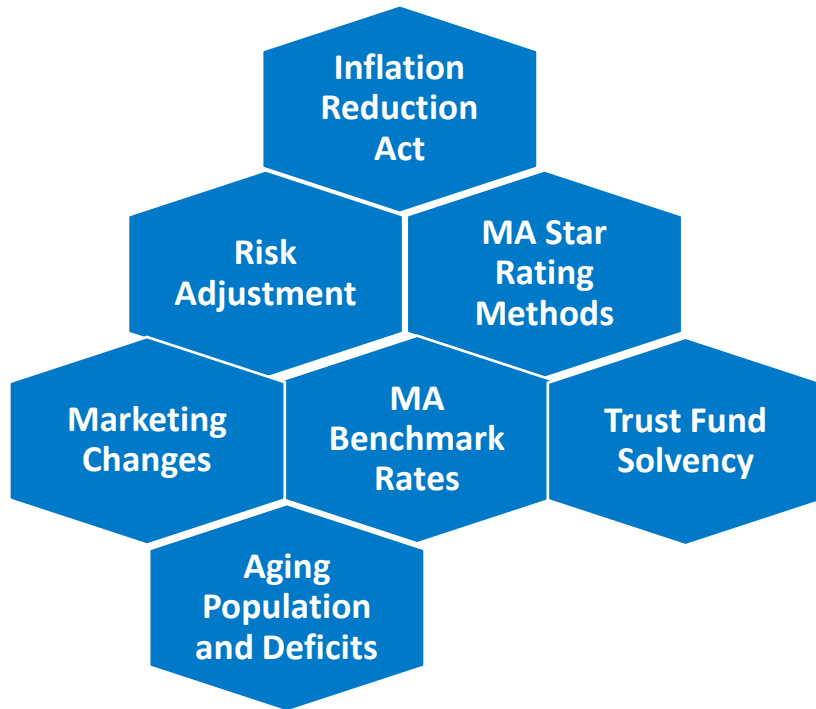 Inflation
Reduction
Act
Risk
Adjustment
MA Star
Rating
Methods
Marketing
Changes
MA
Benchmark
Rates
Trust Fund
Solvency
Aging
Population
and Deficits